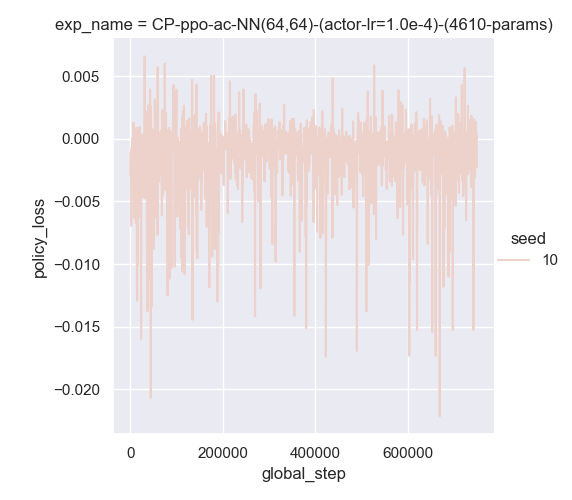 exp_name = CP-ppo-ac-NN(64,64)-(actor-lr=1.0e-4)-(4610-params)
0.005
0.000
−0.005
−0.010
−0.015
−0.020
policy_loss
0
200000
400000
600000
global_step
seed
10